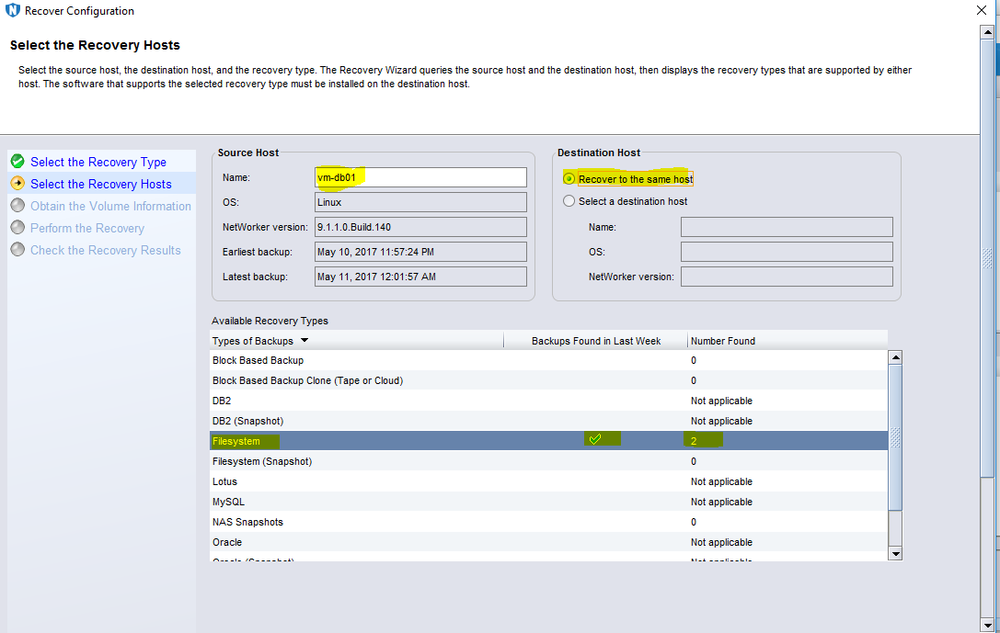 Recover Configuration
Select the Recovery Hosts
Select the source host, the destination host, and the recovery type. The Recovery Wizard queries the source host and the destination host, then displays the recovery types that are supported by either
host. The software that supports the selected recovery type must be installed on the destination host.
Select the Recovery Type
Select the Recovery Hosts
Obtain the Volume Information
Perform the Recovery
Check the Recovery Results
Source Host
Name: vm-db01
OS: Linux
NetWorker version: 9.1.1.0.Build.140
Earliest backup: May 10, 2017 11:57:24 PM
Latest backup: May 11, 2017 12:01:57 AM
Destination Host
Recover to the same host
Select a destination host
Name:
OS:
NetWorker version:
Available Recovery Types
Types of Backups Backups Found in Last Week Number Found
Block Based Backup 0
Block Based Backup Clone (Tape or Cloud) 0
DB2 Not applicable
DB2 (Snapshot) Not applicable
Filesystem 2
Filesystem (Snapshot) 0
Lotus Not applicable
MySQL Not applicable
NAS Snapshots 0
Oracle Not applicable
Oracle (Snapshot) Not applicable